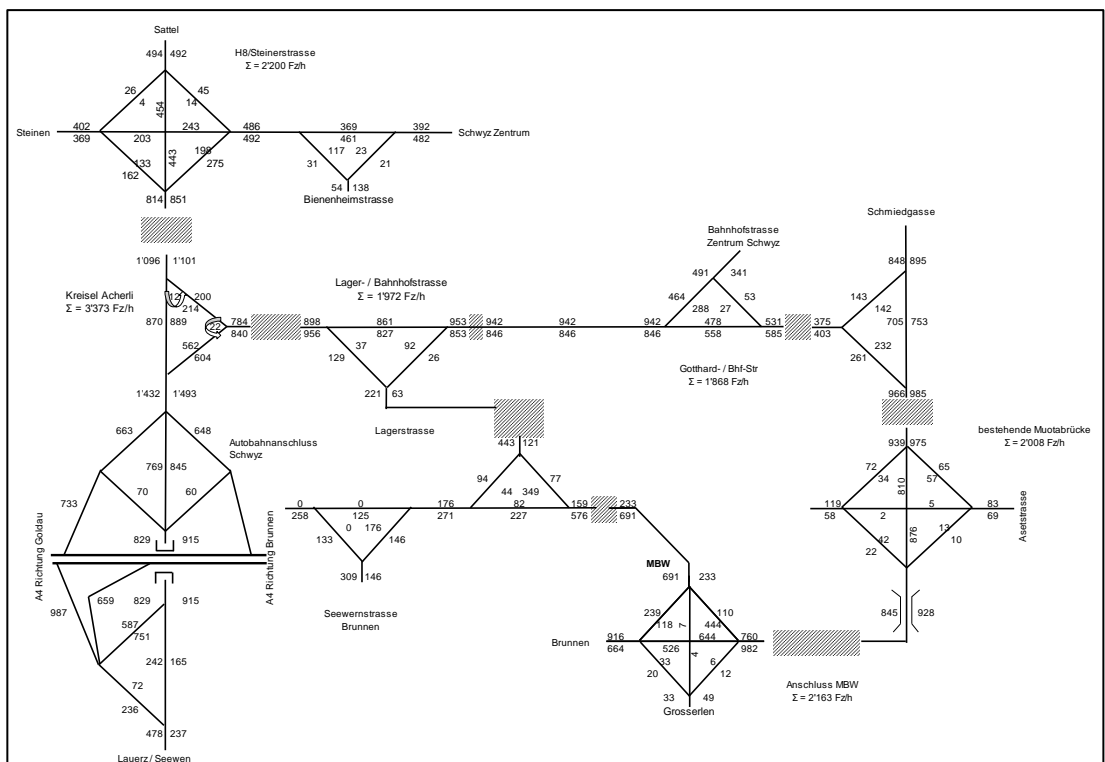 Sattel
494 492
H8/Steinerstrasse
Σ = 2'200 Fz/h
26 45
4 454 14
Steinen 402 243 486 369 392 Schwyz Zentrum
369 203 492 461 482
117 23
133 443 198
162 275
31 21
814 851
54 138
Bienenheimstrasse
Schmiedgasse
Bahnhofstrasse
Zentrum Schwyz
848 895
1'096 1'101
491 341
Lager- / Bahnhofstrasse
Σ = 1'972 Fz/h
Kreisel Acherli
Σ = 3'373 Fz/h
12 200
214
464 53
288 27
143
142
870 889 22 784 898 861 953 942 942 942 478 531 375 705 753
840 956 827 853 846 846 846 558 585 403
562
604
37 92
129 26
232
261
Gotthard- / Bhf-Str
Σ = 1'868 Fz/h
1'432 1'493
221 63
966 985
Lagerstrasse
bestehende Muotabrücke
Σ = 2'008 Fz/h
663 648
Autobahnanschluss
Schwyz
443 121
939 975
769 845
94 77
44 349
72 65
34 57
810
70 60
733
0 0 176 82 159 233
258 125 271 227 576 691
119 5 83
58 2 69
0 176
133 146
42 876 13
22 10
Asetstrasse
829 915
A4 Richtung Goldau
A4 Richtung Brunnen
309 146
MBW
691 233
659 829 915
987
Seewernstrasse
Brunnen
845 928
587
751
239 110
118 7 444
Brunnen 916 644 760
664 526 4 982
242 165
33 6
20 12
72
236
33 49
Grosserlen
Anschluss MBW
Σ = 2'163 Fz/h
478 237
Lauerz / Seewen